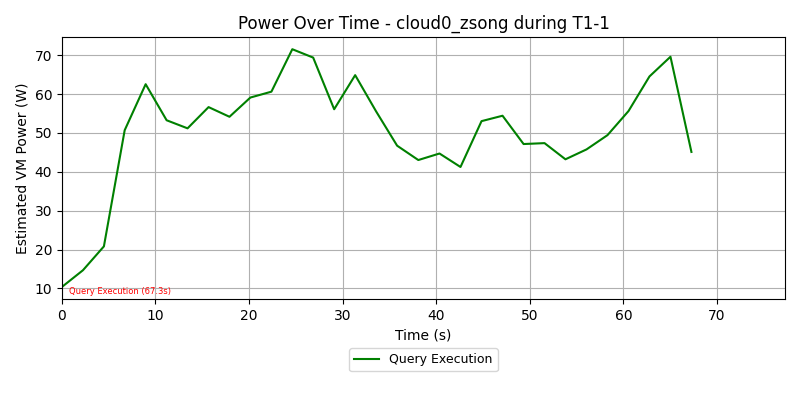 Power Over Time - cloud0_zsong during T1-1
Estimated VM Power (W)
70
60
50
40
30
20
10
Query Execution (67.3s)
0 10 20 30 40 50 60 70
Time (s)
Query Execution